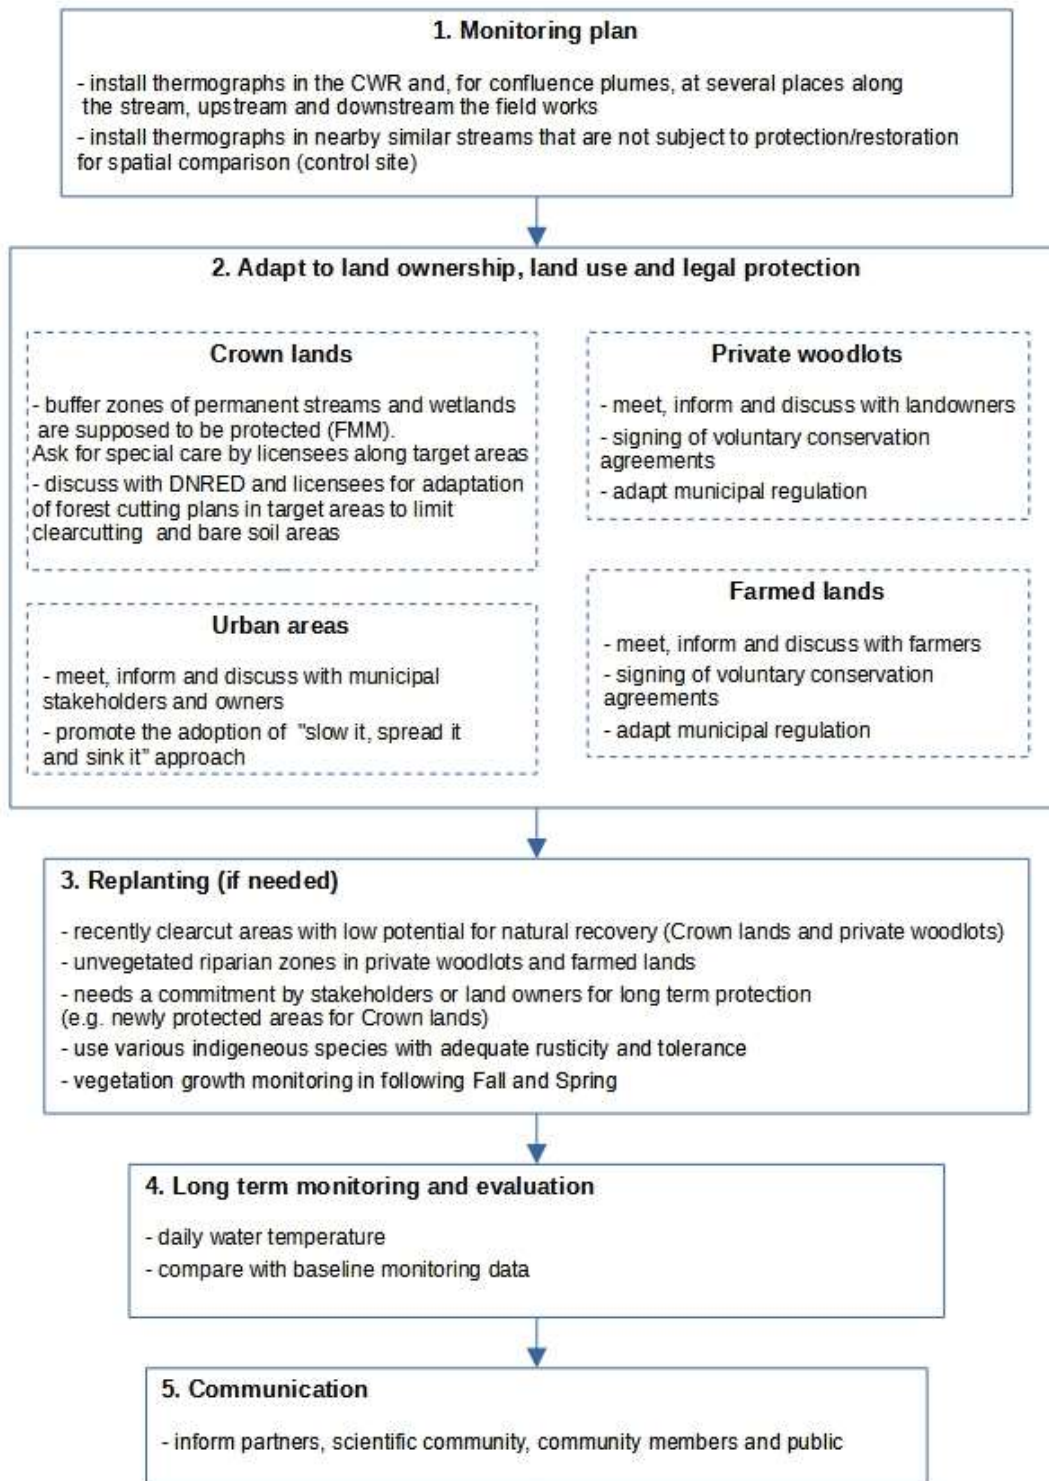 1. Monitoring plan
- install thermographs in the CWR and, for confluence plumes, at several places along
the stream, upstream and downstream the field works
- install thermographs in nearby similar streams that are not subject to protection/restoration
for spatial comparison (control site)
2. Adapt to land ownership, land use and legal protection
Crown lands
- buffer zones of permanent streams and wetlands
are supposed to be protected (FMM).
Ask for special care by licensees along target areas
- discuss with DNRED and licensees for adaptation
of forest cutting plans in target areas to limit
clearcutting and bare soil areas
Private woodlots
- meet, inform and discuss with landowners
- signing of voluntary conservation
agreements
- adapt municipal regulation
Urban areas
- meet, inform and discuss with municipal
stakeholders and owners
- promote the adoption of "slow it, spread it
and sink it" approach
Farmed lands
- meet, inform and discuss with farmers
- signing of voluntary conservation
agreements
- adapt municipal regulation
3. Replanting (if needed)
- recently clearcut areas with low potential for natural recovery (Crown lands and private woodlots)
- unvegetated riparian zones in private woodlots and farmed lands
- needs a commitment by stakeholders or land owners for long term protection
(e.g. newly protected areas for Crown lands)
- use various indigeneous species with adequate rusticity and tolerance
- vegetation growth monitoring in following Fall and Spring
4. Long term monitoring and evaluation
- daily water temperature
- compare with baseline monitoring data
5. Communication
- inform partners, scientific community, community members and public